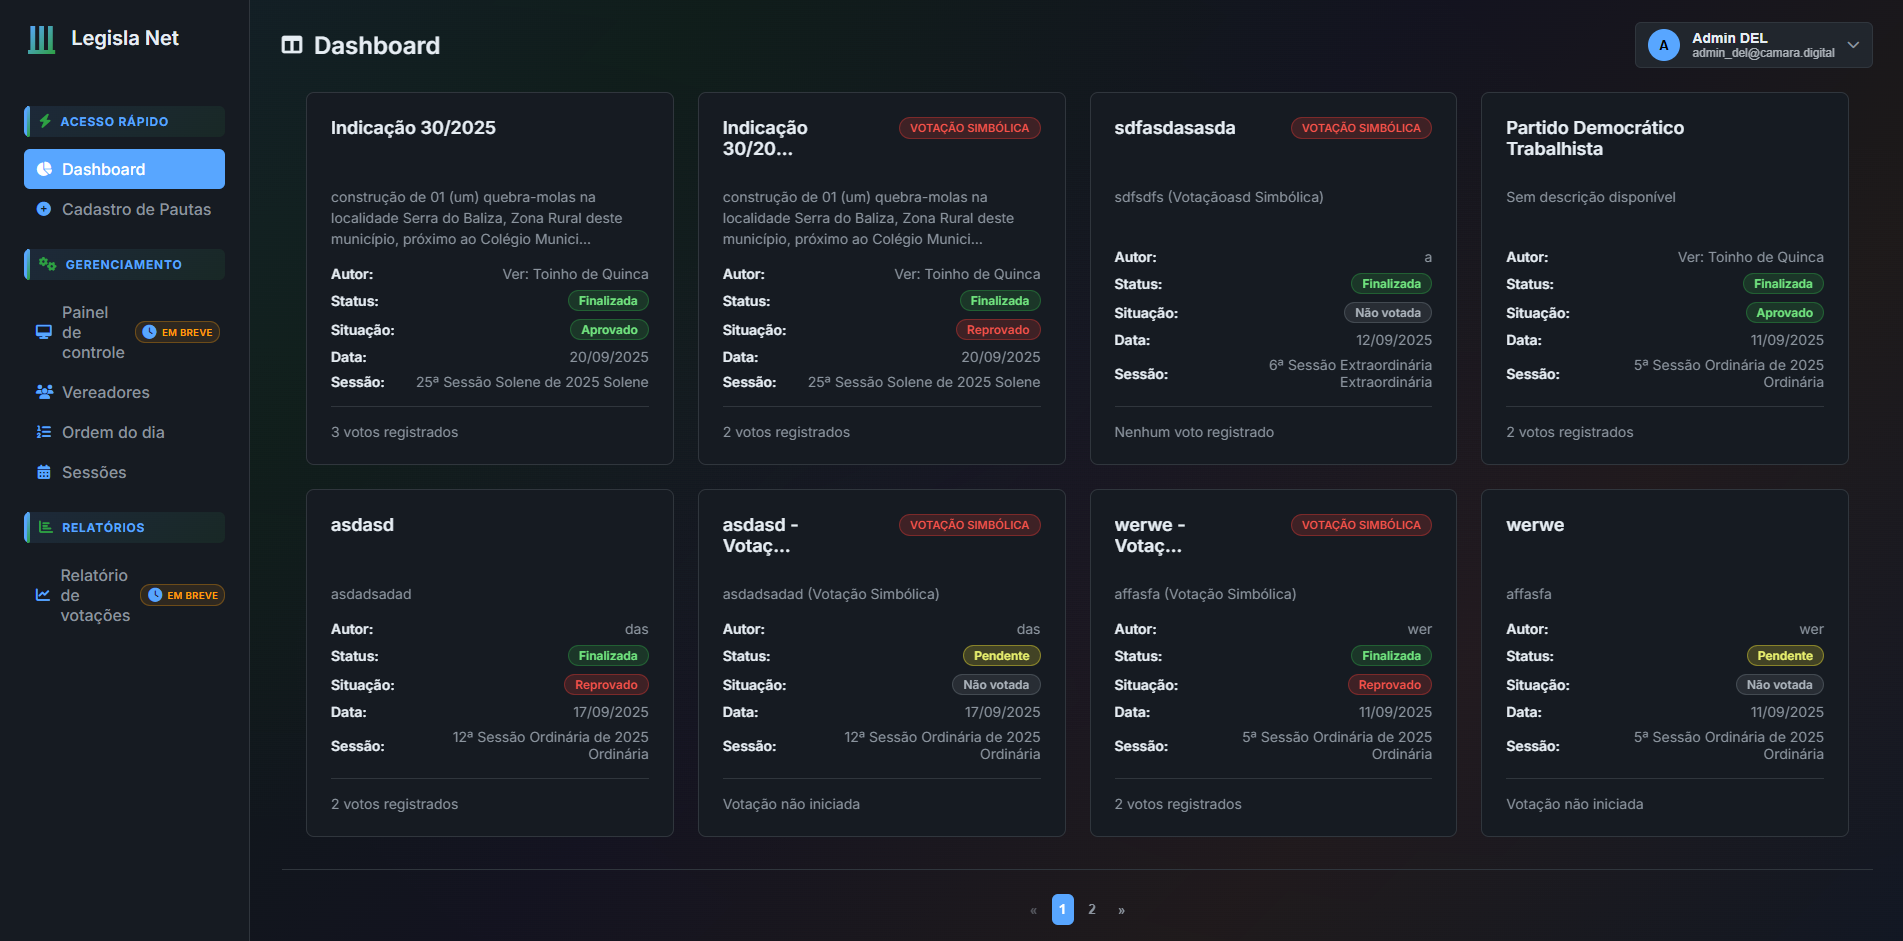 Legisla Net
ACESSO RÁPIDO
Dashboard
Cadastro de Pautas
GERENCIAMENTO
Painel
de
controle
EM BREVE
Vereadores
Ordem do dia
Sessões
RELATÓRIOS
Relatório
de
votações
EM BREVE
Dashboard
A
Admin DEL
admin_del@camara.digital
Indicação 30/2025
construção de 01 (um) quebra-molas na
localidade Serra do Baliza, Zona Rural deste
município, próximo ao Colégio Munici...
Autor: Ver: Toinho de Quinca
Status: Finalizada
Situação: Aprovado
Data: 20/09/2025
Sessão: 25ª Sessão Solene de 2025 Solene
3 votos registrados
Indicação
30/20...
VOTAÇÃO SIMBÓLICA
construção de 01 (um) quebra-molas na
localidade Serra do Baliza, Zona Rural deste
município, próximo ao Colégio Munici...
Autor: Ver: Toinho de Quinca
Status: Finalizada
Situação: Reprovado
Data: 20/09/2025
Sessão: 25ª Sessão Solene de 2025 Solene
2 votos registrados
sdfasdasasda
VOTAÇÃO SIMBÓLICA
sdfsdfs (Votaçãoasd Simbólica)
Autor: a
Status: Finalizada
Situação: Não votada
Data: 12/09/2025
Sessão: 6ª Sessão Extraordinária
Extraordinária
Nenhum voto registrado
Partido Democrático
Trabalhista
Sem descrição disponível
Autor: Ver: Toinho de Quinca
Status: Finalizada
Situação: Aprovado
Data: 11/09/2025
Sessão: 5ª Sessão Ordinária de 2025
Ordinária
2 votos registrados
asdasd
asdadsadad
Autor: das
Status: Finalizada
Situação: Reprovado
Data: 17/09/2025
Sessão: 12ª Sessão Ordinária de 2025
Ordinária
2 votos registrados
asdasd -
Votaç...
VOTAÇÃO SIMBÓLICA
asdadsadad (Votação Simbólica)
Autor: das
Status: Pendente
Situação: Não votada
Data: 17/09/2025
Sessão: 12ª Sessão Ordinária de 2025
Ordinária
Votação não iniciada
werwe -
Votaç...
VOTAÇÃO SIMBÓLICA
affasfa (Votação Simbólica)
Autor: wer
Status: Finalizada
Situação: Reprovado
Data: 11/09/2025
Sessão: 5ª Sessão Ordinária de 2025
Ordinária
2 votos registrados
werwe
affasfa
Autor: wer
Status: Pendente
Situação: Não votada
Data: 11/09/2025
Sessão: 5ª Sessão Ordinária de 2025
Ordinária
Votação não iniciada
« 1 2 »